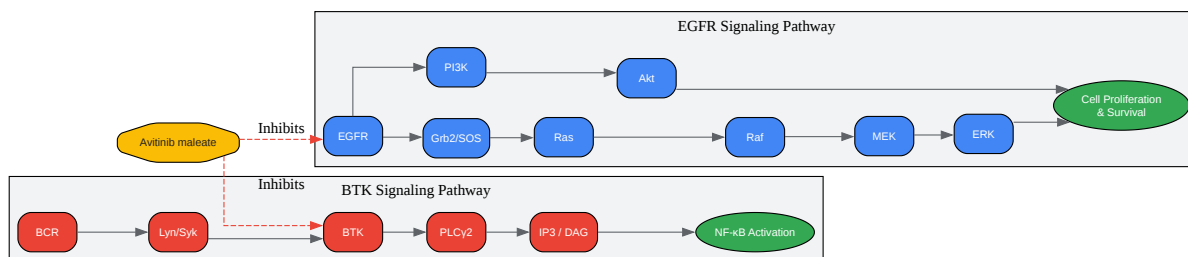 EGFR Signaling Pathway
PI3K
Akt
Cell Proliferation
& Survival
Inhibits
EGFR
Grb2/SOS
Ras
Raf
MEK
ERK
Avitinib maleate
Inhibits
BTK Signaling Pathway
BCR
Lyn/Syk
BTK
PLCγ2
IP3 / DAG
NF-κB Activation